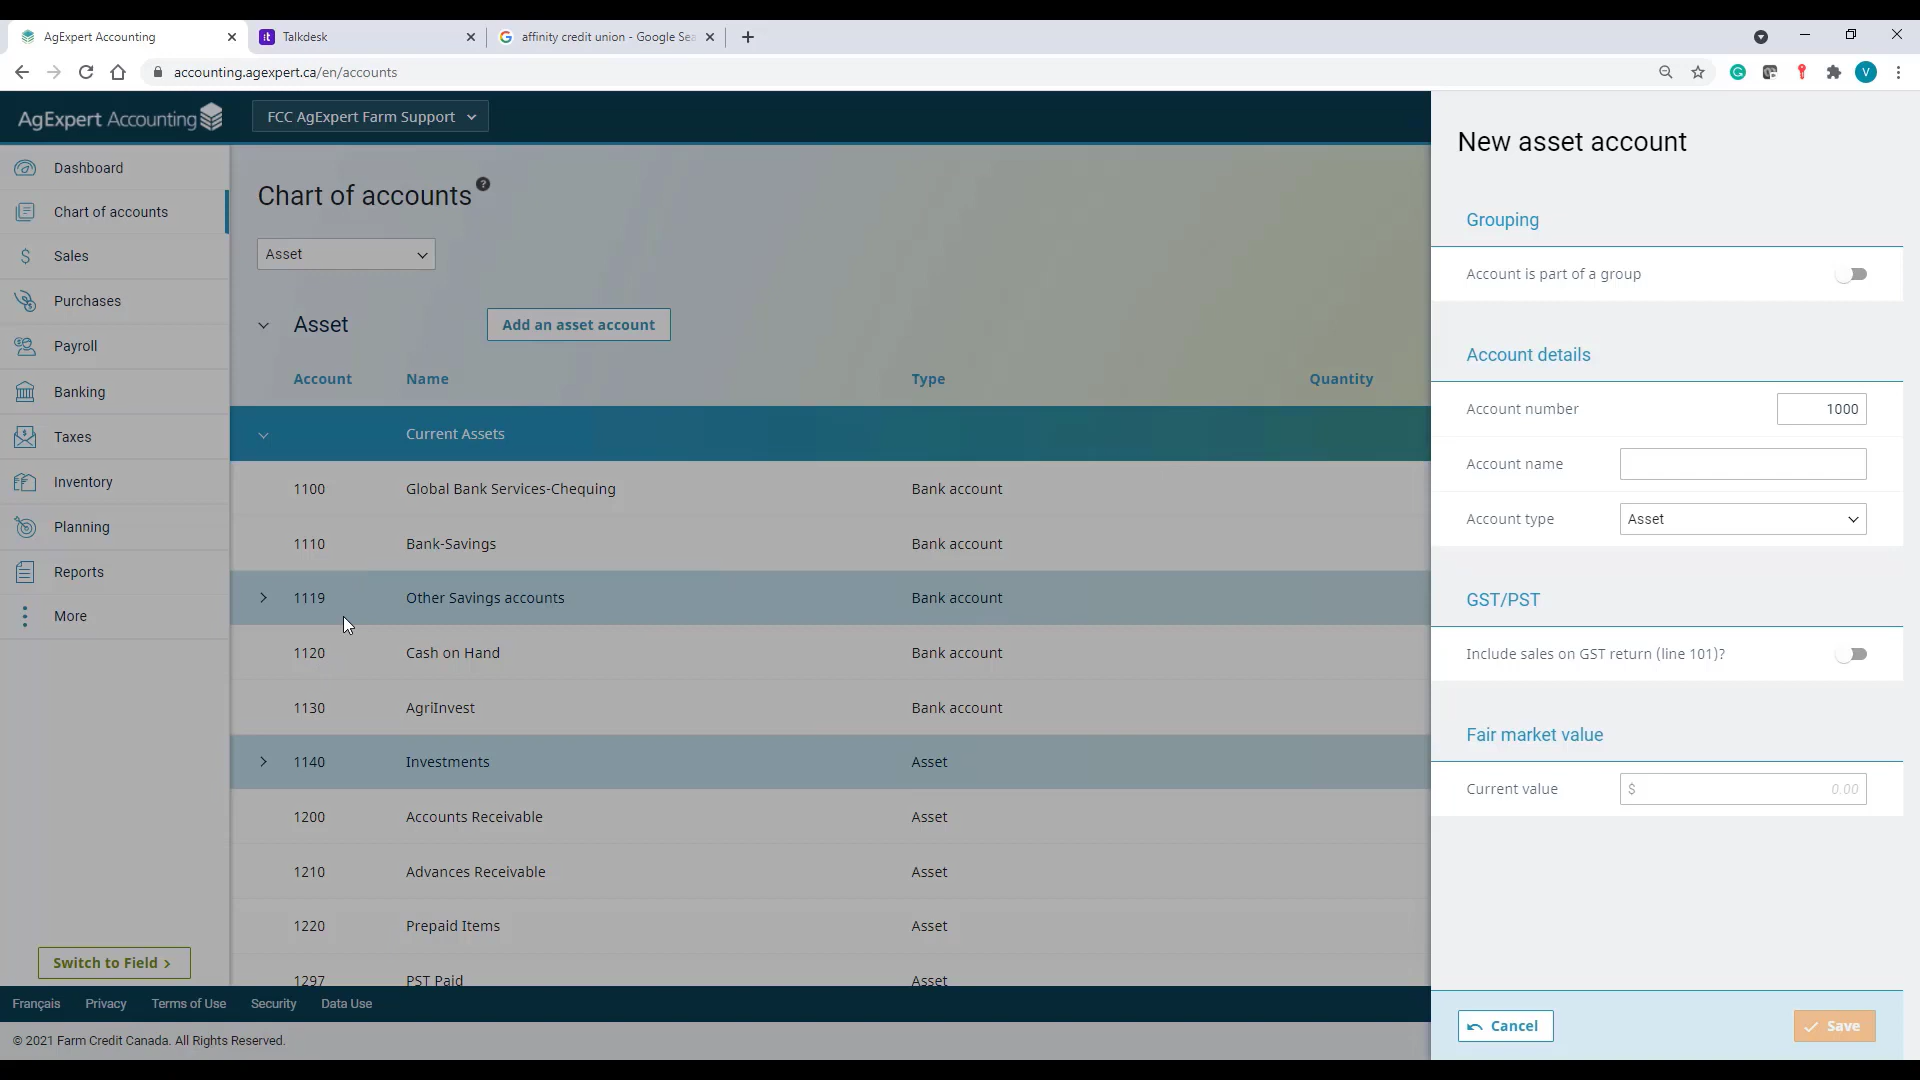 AgExpert Accounting
Talkdesk
affinity credit union - Google Sea
accounting.agexpert.ca/en/accounts
V
AgExpert Accounting
FCC AgExpert Farm Support
Dashboard
Chart of accounts
Sales
Purchases
Payroll
Banking
Taxes
Inventory
Planning
Reports
More
Switch to Field >
Chart of accounts ?
Asset
Asset
Add an asset account
Account Name Type Quantity
Current Assets
1100 Global Bank Services-Chequing Bank account
1110 Bank-Savings Bank account
1119 Other Savings accounts Bank account
1120 Cash on Hand Bank account
1130 AgriInvest Bank account
1140 Investments Asset
1200 Accounts Receivable Asset
1210 Advances Receivable Asset
1220 Prepaid Items Asset
1297 PST Paid Asset
New asset account
Grouping
Account is part of a group
Account details
Account number 1000
Account name
Account type Asset
GST/PST
Include sales on GST return (line 101)?
Fair market value
Current value $ 0.00
Cancel
Save
Français Privacy Terms of Use Security Data Use
© 2021 Farm Credit Canada. All Rights Reserved.